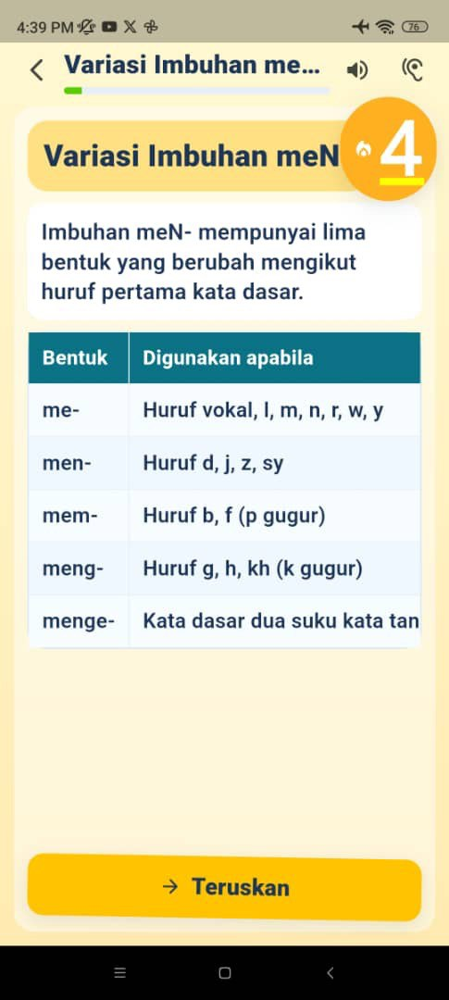 4:39 PM
76
Variasi Imbuhan me...
Variasi Imbuhan meN
4
Imbuhan meN- mempunyai lima
bentuk yang berubah mengikut
huruf pertama kata dasar.
Bentuk Digunakan apabila
me- Huruf vokal, l, m, n, r, w, y
men- Huruf d, j, z, sy
mem- Huruf b, f (p gugur)
meng- Huruf g, h, kh (k gugur)
menge- Kata dasar dua suku kata tan
→ Teruskan